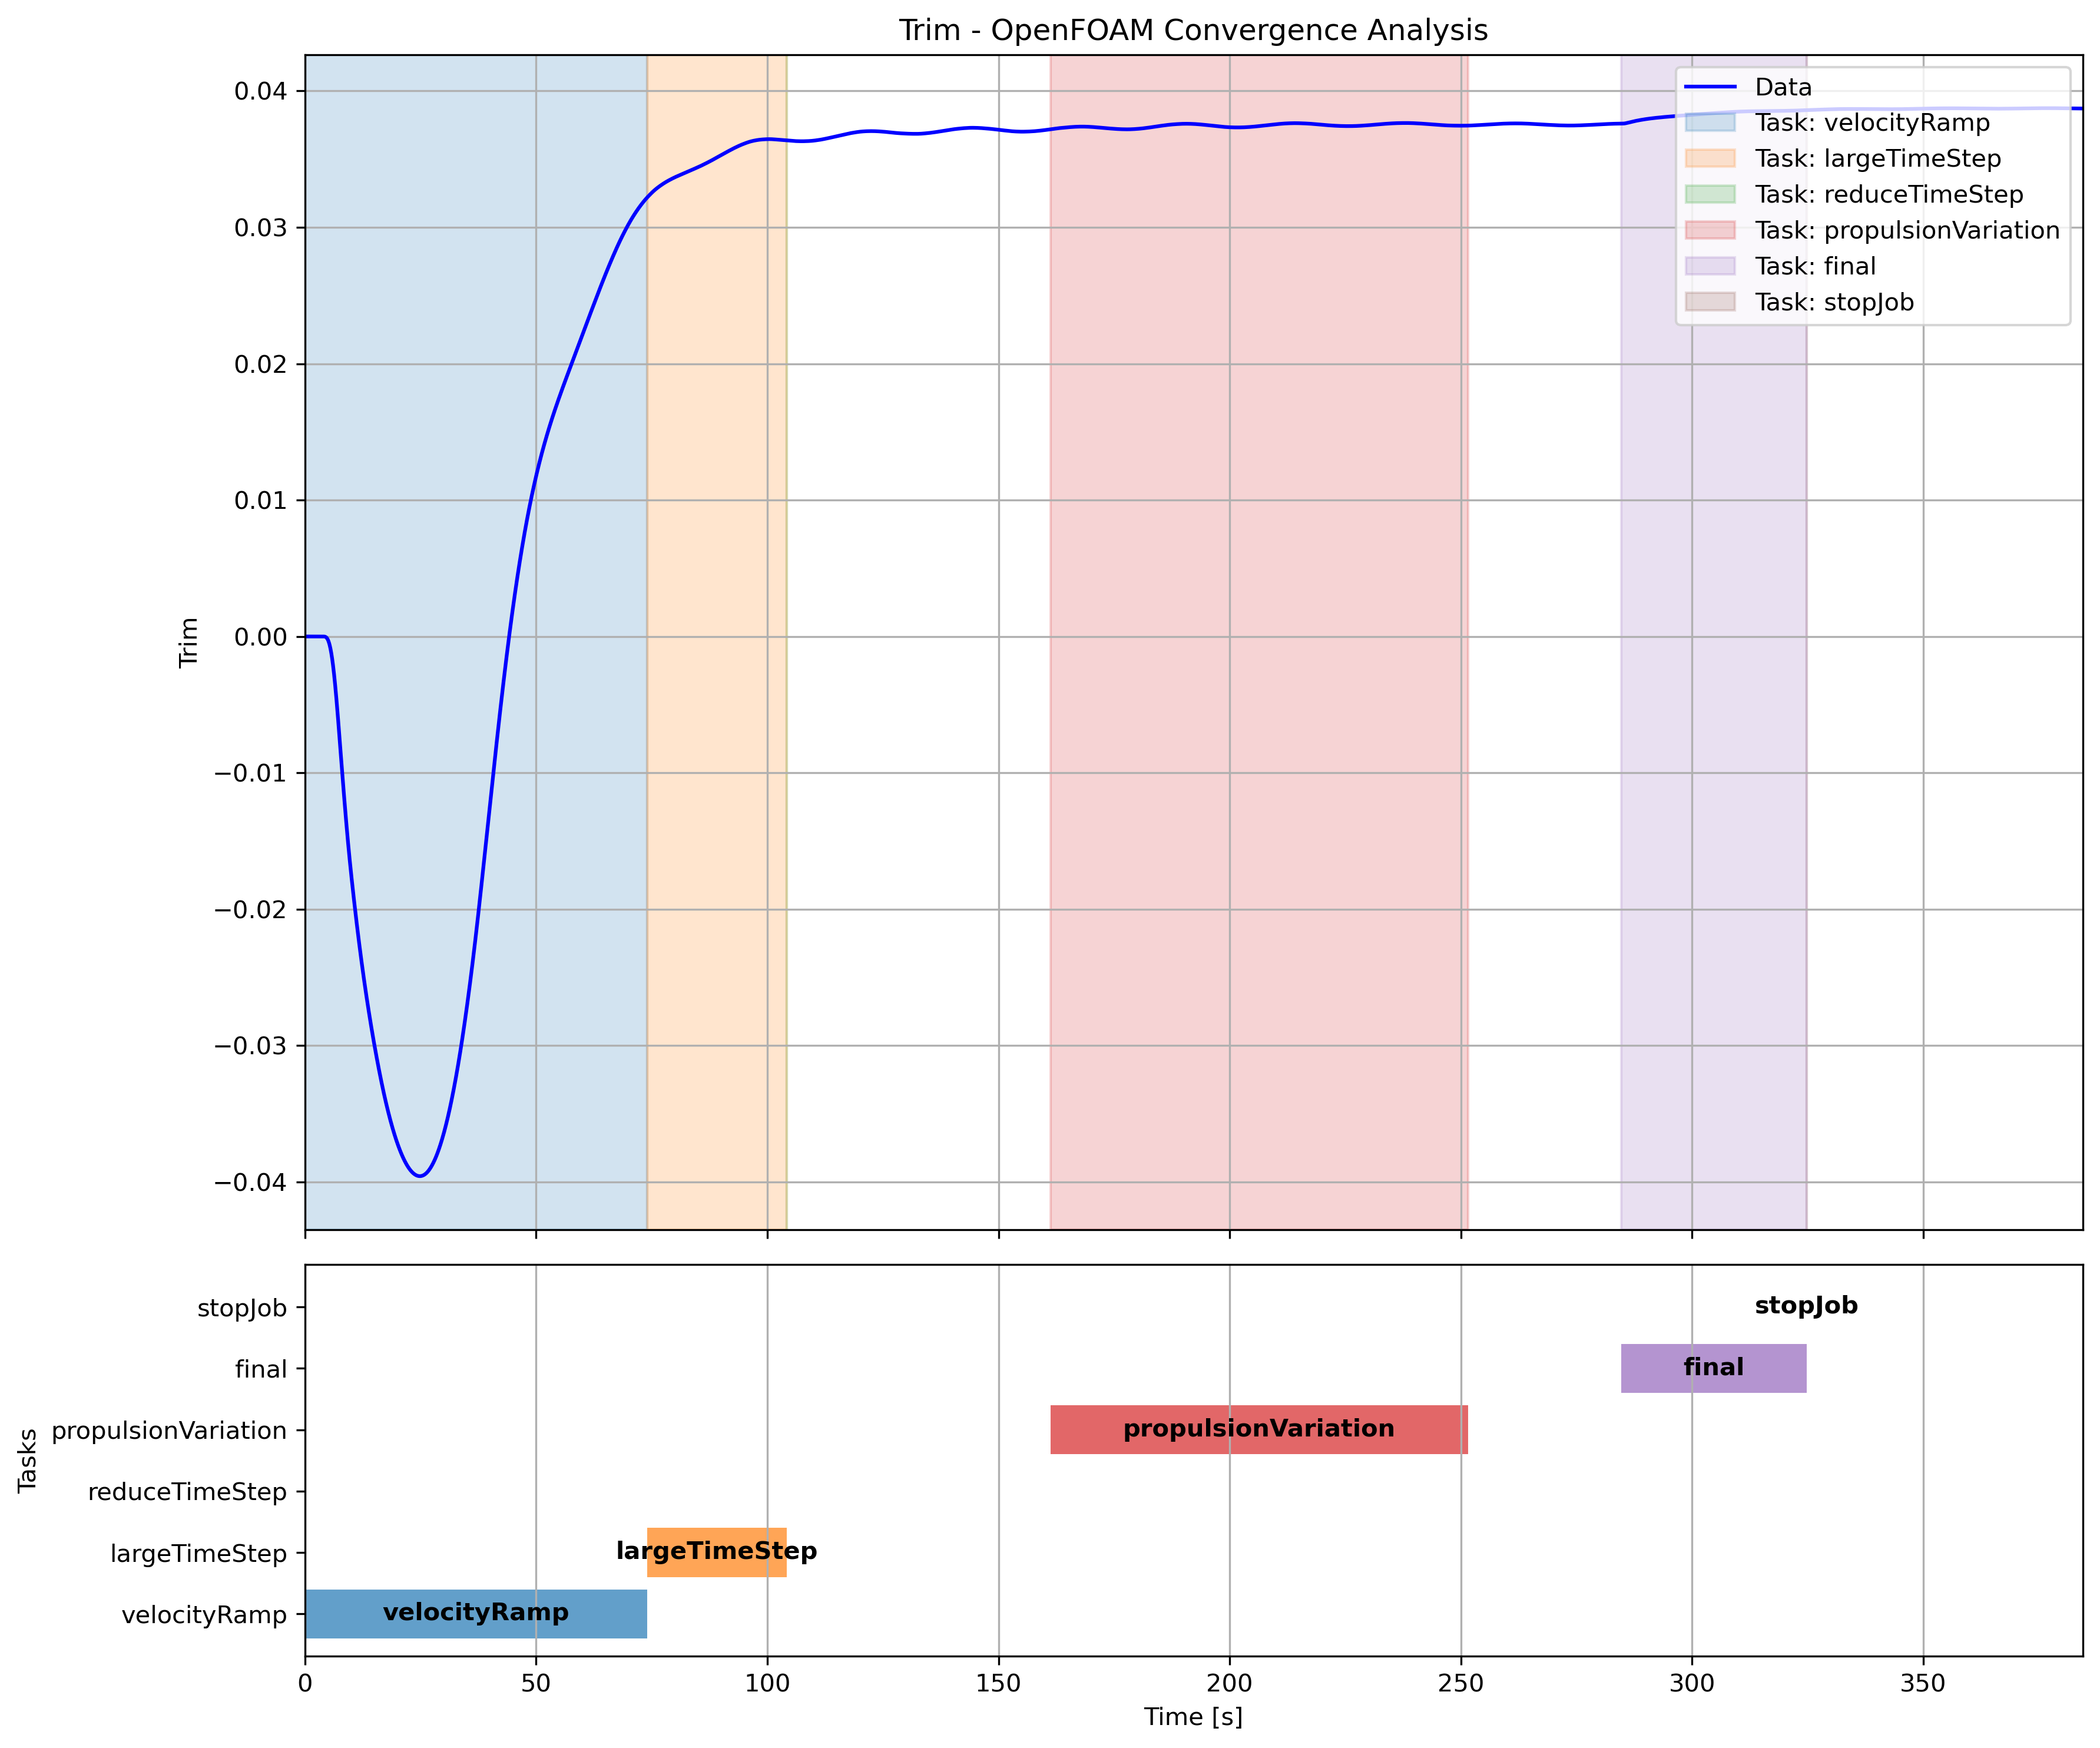 Trim - OpenFOAM Convergence Analysis
0.04
0.03
0.02
0.01
0.00
−0.01
−0.02
−0.03
−0.04
Trim
Data
Task: velocityRamp
Task: largeTimeStep
Task: reduceTimeStep
Task: propulsionVariation
Task: final
Task: stopJob
Tasks
stopJob
stopJob
final
final
propulsionVariation
propulsionVariation
reduceTimeStep
largeTimeStep
largeTimeStep
velocityRamp
velocityRamp
0 50 100 150 200 250 300 350
Time [s]